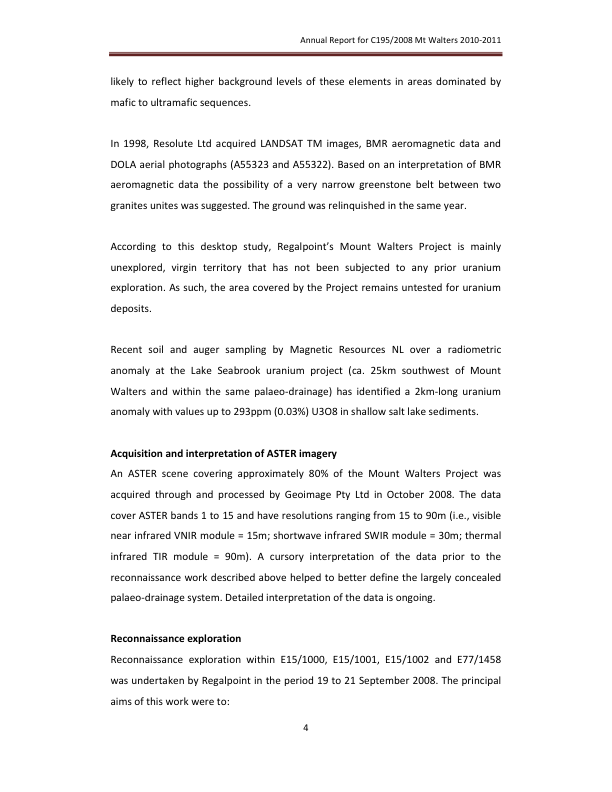 Annual Report for C195/2008 Mt Walters 2010-2011
likely to reflect higher background levels of these elements in areas dominated by
mafic to ultramafic sequences.
In 1998, Resolute Ltd acquired LANDSAT TM images, BMR aeromagnetic data and
DOLA aerial photographs (A55323 and A55322). Based on an interpretation of BMR
aeromagnetic data the possibility of a very narrow greenstone belt between two
granites unites was suggested. The ground was relinquished in the same year.
According to this desktop study, Regalpoint’s Mount Walters Project is mainly
unexplored, virgin territory that has not been subjected to any prior uranium
exploration. As such, the area covered by the Project remains untested for uranium
deposits.
Recent soil and auger sampling by Magnetic Resources NL over a radiometric
anomaly at the Lake Seabrook uranium project (ca. 25km southwest of Mount
Walters and within the same palaeo-drainage) has identified a 2km-long uranium
anomaly with values up to 293ppm (0.03%) U3O8 in shallow salt lake sediments.
Acquisition and interpretation of ASTER imagery
An ASTER scene covering approximately 80% of the Mount Walters Project was
acquired through and processed by Geoimage Pty Ltd in October 2008. The data
cover ASTER bands 1 to 15 and have resolutions ranging from 15 to 90m (i.e., visible
near infrared VNIR module = 15m; shortwave infrared SWIR module = 30m; thermal
infrared TIR module = 90m). A cursory interpretation of the data prior to the
reconnaissance work described above helped to better define the largely concealed
palaeo-drainage system. Detailed interpretation of the data is ongoing.
Reconnaissance exploration
Reconnaissance exploration within E15/1000, E15/1001, E15/1002 and E77/1458
was undertaken by Regalpoint in the period 19 to 21 September 2008. The principal
aims of this work were to:
4